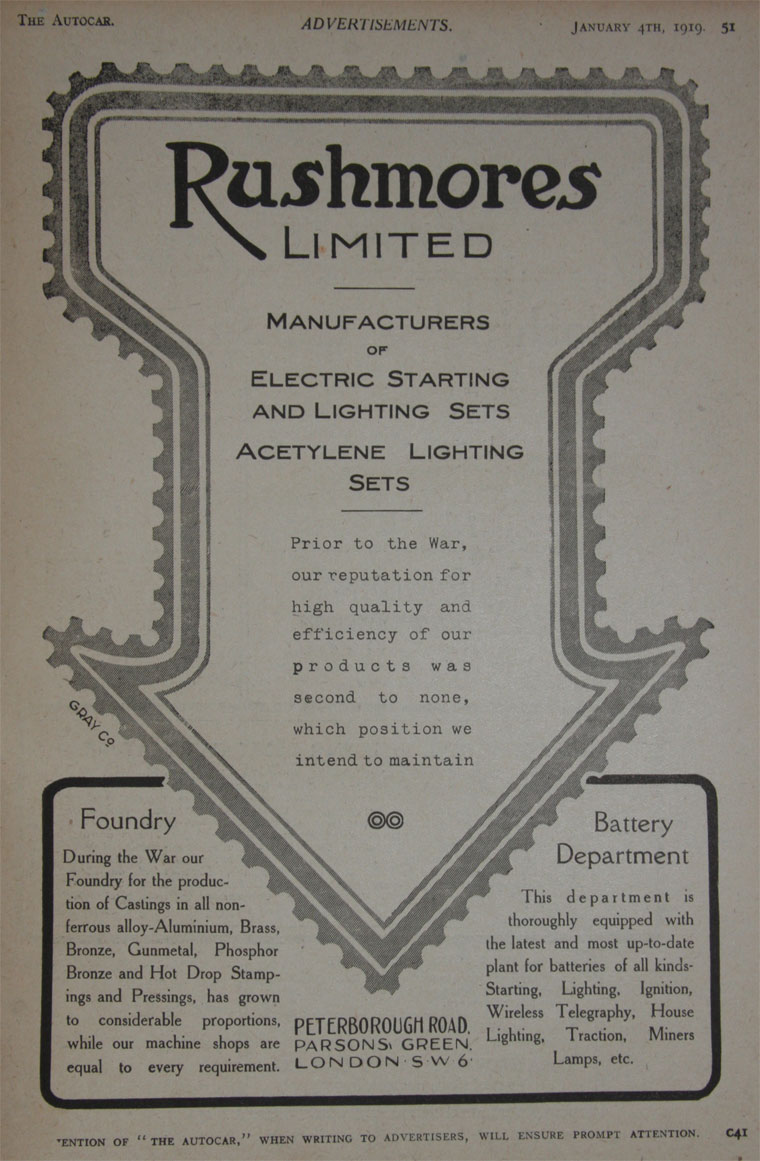 THE AUTOCAR. ADVERTISEMENTS. JANUARY 4TH, 1919. 51
Rushmores
LIMITED
MANUFACTURERS
OF
ELECTRIC STARTING
AND LIGHTING SETS
ACETYLENE LIGHTING
SETS
Prior to the War,
our reputation for
high quality and
efficiency of our
products was
second to none,
which position we
intend to maintain
GRAY Co
Foundry
During the War our
Foundry for the produc-
tion of Castings in all non-
ferrous alloy-Aluminium, Brass,
Bronze, Gunmetal, Phosphor
Bronze and Hot Drop Stamp-
ings and Pressings, has grown
to considerable proportions,
while our machine shops are
equal to every requirement.
PETERBOROUGH ROAD,
PARSONS GREEN,
LONDON S·W 6·
Battery
Department
This department is
thoroughly equipped with
the latest and most up-to-date
plant for batteries of all kinds-
Starting, Lighting, Ignition,
Wireless Telegraphy, House
Lighting, Traction, Miners
Lamps, etc.
OF "THE AUTOCAR," WHEN WRITING TO ADVERTISERS, WILL ENSURE PROMPT ATTENTION. C41